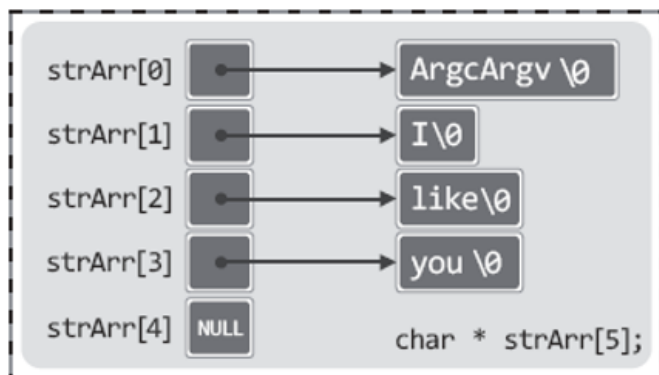 strArr[0] ArgcArgv \0
strArr[1] I\0
strArr[2] like\0
strArr[3] you \0
strArr[4] NULL
char * strArr[5];